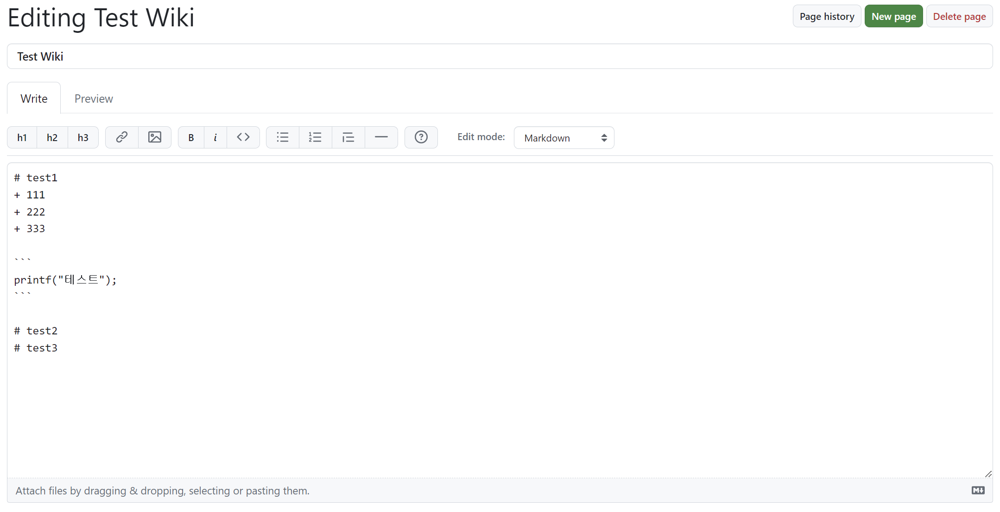 Editing Test Wiki
Page history
New page
Delete page
Test Wiki
Write
Preview
h1
h2
h3
B
i
Edit mode:
Markdown
# test1
+ 111
+ 222
+ 333
```
printf("테스트");
```
# test2
# test3
Attach files by dragging & dropping, selecting or pasting them.